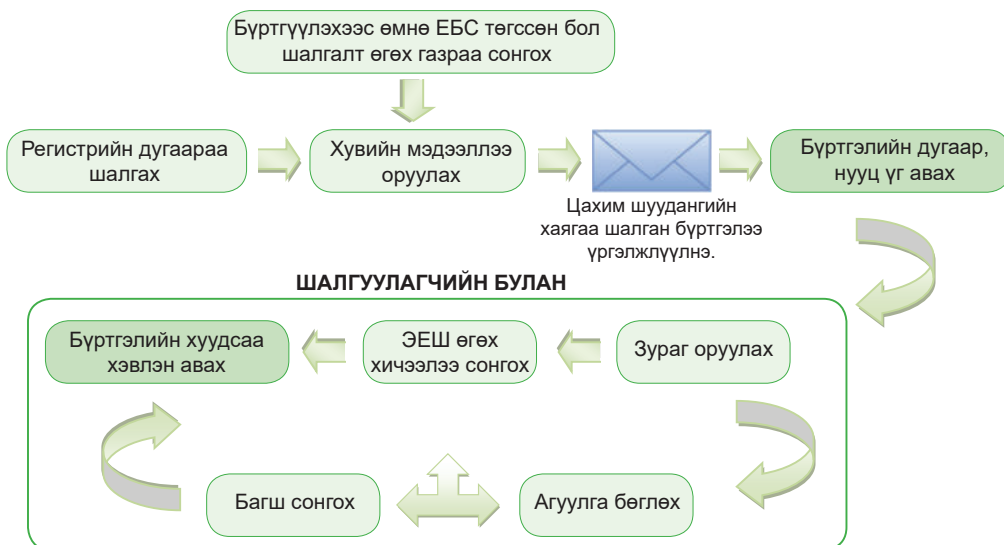 Бүртгүүлэхээс өмнө ЕБС төгссөн бол
шалгалт өгөх газраа сонгох
Регистрийн дугаараа
шалгах
Хувийн мэдээллээ
оруулах
Цахим шуудангийн
хаягаа шалган бүртгэлээ
үргэлжлүүлнэ.
Бүртгэлийн дугаар,
нууц үг авах
ШАЛГУУЛАГЧИЙН БУЛАН
Бүртгэлийн хуудсаа
хэвлэн авах
ЭЕШ өгөх
хичээлээ сонгох
Зураг оруулах
Багш сонгох
Агуулга бөглөх